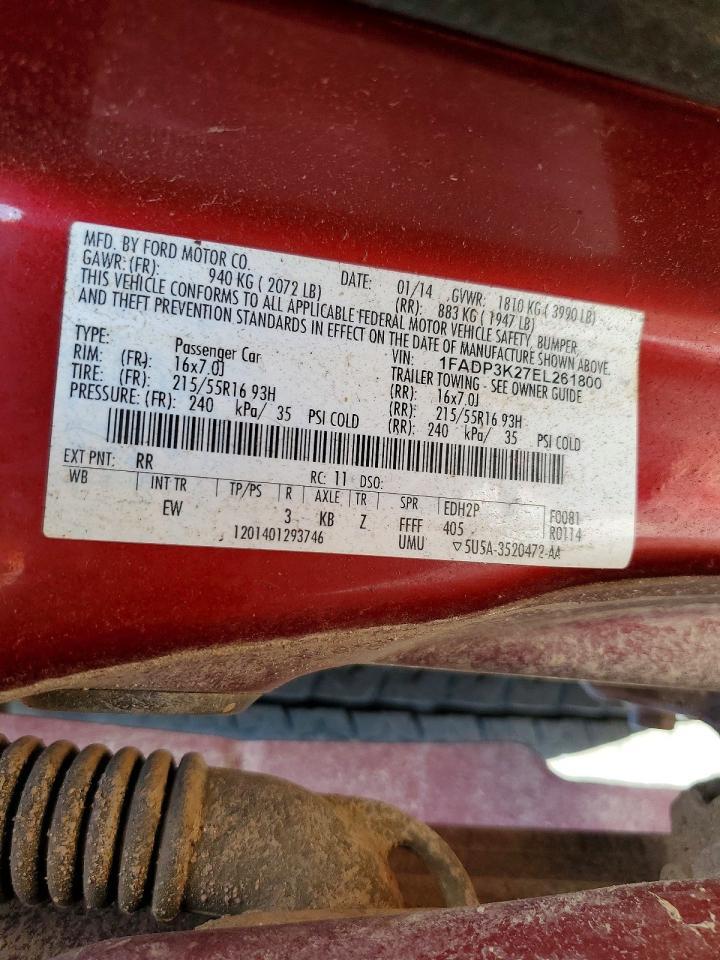 MFD. BY FORD MOTOR CO. DATE: 01/14 GVWR: 1810 KG ( 3990 LB)
GAWR: (FR): 940 KG ( 2072 LB) (RR): 883 KG ( 1947 LB)
THIS VEHICLE CONFORMS TO ALL APPLICABLE FEDERAL MOTOR VEHICLE SAFETY, BUMPER,
AND THEFT PREVENTION STANDARDS IN EFFECT ON THE DATE OF MANUFACTURE SHOWN ABOVE.
VIN: 1FADP3K27EL261800
TYPE: Passenger Car TRAILER TOWING - SEE OWNER GUIDE
RIM: (FR): 16x7.0J (RR): 16x7.0J
TIRE: (FR): 215/55R16 93H (RR): 215/55R16 93H
PRESSURE: (FR): 240 kPa/ 35 PSI COLD (RR): 240 kPa/ 35 PSI COLD
EXT PNT: RR RC: 11 DSO:
WB INT TR TP/PS R AXLE TR SPR EDH2P F0081
EW 3 KB Z FFFF 405 R0114
1201401293746 UMU ▽5U5A-3520472-AA